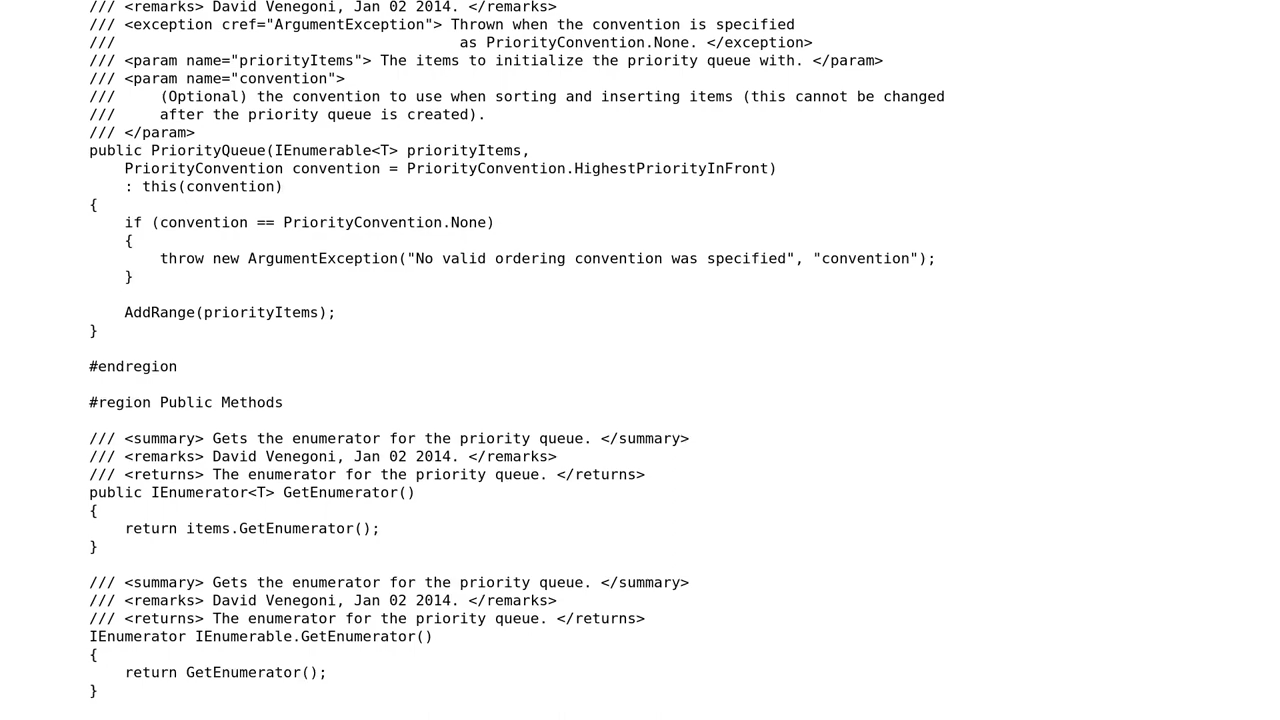 /// <remarks> David Venegoni, Jan 02 2014. </remarks>
/// <exception cref="ArgumentException"> Thrown when the convention is specified
///                                       as PriorityConvention.None. </exception>
/// <param name="priorityItems"> The items to initialize the priority queue with. </param>
/// <param name="convention">
///     (Optional) the convention to use when sorting and inserting items (this cannot be changed
///     after the priority queue is created).
/// </param>
public PriorityQueue(IEnumerable<T> priorityItems,
    PriorityConvention convention = PriorityConvention.HighestPriorityInFront)
    : this(convention)
{
    if (convention == PriorityConvention.None)
    {
        throw new ArgumentException("No valid ordering convention was specified", "convention");
    }

    AddRange(priorityItems);
}

#endregion

#region Public Methods

/// <summary> Gets the enumerator for the priority queue. </summary>
/// <remarks> David Venegoni, Jan 02 2014. </remarks>
/// <returns> The enumerator for the priority queue. </returns>
public IEnumerator<T> GetEnumerator()
{
    return items.GetEnumerator();
}

/// <summary> Gets the enumerator for the priority queue. </summary>
/// <remarks> David Venegoni, Jan 02 2014. </remarks>
/// <returns> The enumerator for the priority queue. </returns>
IEnumerator IEnumerable.GetEnumerator()
{
    return GetEnumerator();
}